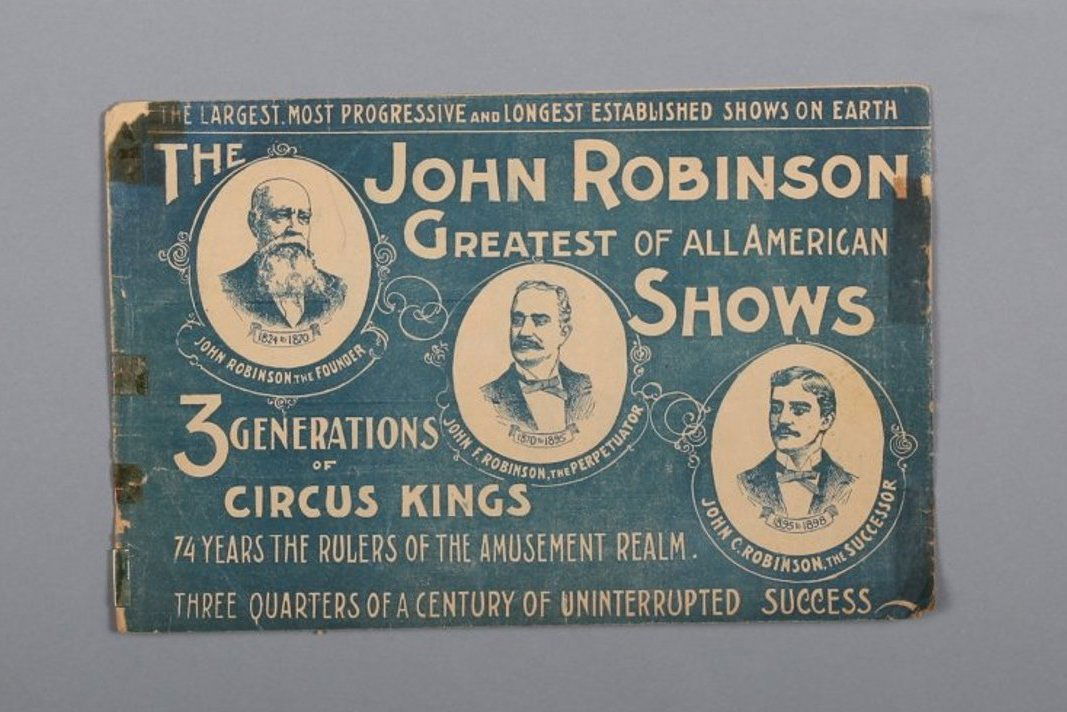 THE LARGEST, MOST PROGRESSIVE AND LONGEST ESTABLISHED SHOWS ON EARTH
THE JOHN ROBINSON
GREATEST OF ALL AMERICAN
SHOWS
1824 to 1870
JOHN ROBINSON THE FOUNDER
1870 to 1895
JOHN F. ROBINSON, THE PERPETUATOR
1895 to 1898
JOHN C. ROBINSON, THE SUCCESSOR
3 GENERATIONS
OF
CIRCUS KINGS
74 YEARS THE RULERS OF THE AMUSEMENT REALM.
THREE QUARTERS OF A CENTURY OF UNINTERRUPTED SUCCESS